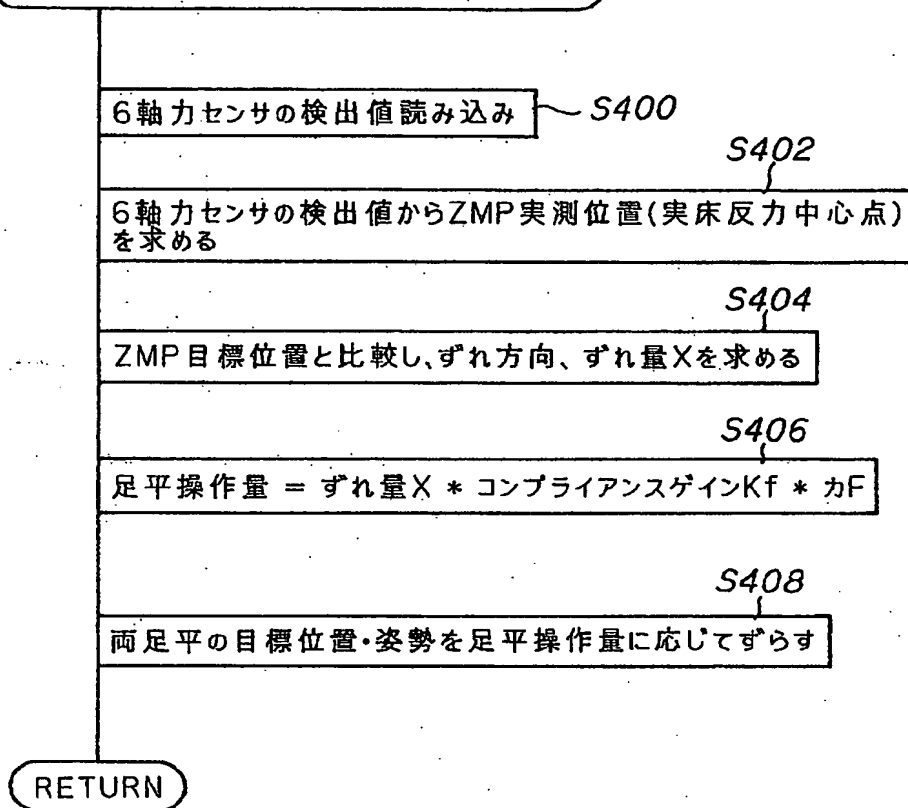 6軸力センサの検出値読み込み S400
S402
6軸力センサの検出値からZMP実測位置(実床反力中心点)
を求める
S404
ZMP目標位置と比較し、ずれ方向、ずれ量Xを求める
S406
足平操作量 = ずれ量X * コンプライアンスゲインKf * 力F
S408
両足平の目標位置・姿勢を足平操作量に応じてずらす
RETURN